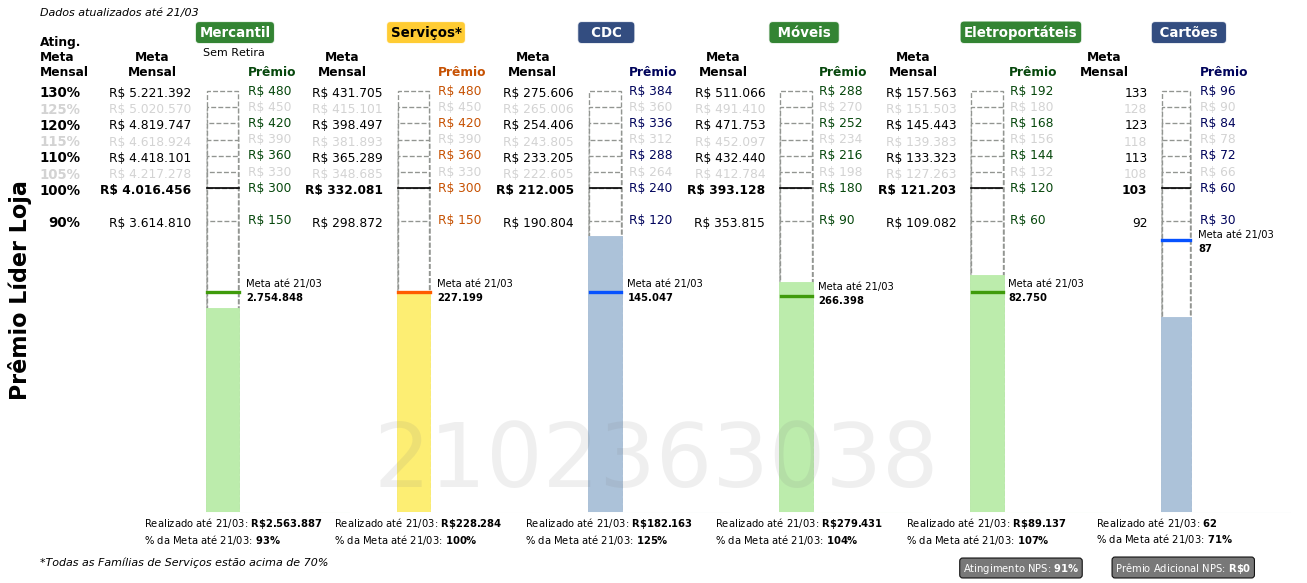 Dados atualizados até 21/03
Mercantil Serviços* CDC Móveis Eletroportáteis Cartões
Sem Retira
Ating. Meta Mensal
Meta Mensal Prêmio Meta Mensal Prêmio Meta Mensal Prêmio Meta Mensal Prêmio Meta Mensal Prêmio Meta Mensal Prêmio
130% R$ 5.221.392 R$ 480 R$ 431.705 R$ 480 R$ 275.606 R$ 384 R$ 511.066 R$ 288 R$ 157.563 R$ 192 133 R$ 96
125% R$ 5.020.570 R$ 450 R$ 415.101 R$ 450 R$ 265.006 R$ 360 R$ 491.410 R$ 270 R$ 151.503 R$ 180 128 R$ 90
120% R$ 4.819.747 R$ 420 R$ 398.497 R$ 420 R$ 254.406 R$ 336 R$ 471.753 R$ 252 R$ 145.443 R$ 168 123 R$ 84
115% R$ 4.618.924 R$ 390 R$ 381.893 R$ 390 R$ 243.805 R$ 312 R$ 452.097 R$ 234 R$ 139.383 R$ 156 118 R$ 78
110% R$ 4.418.101 R$ 360 R$ 365.289 R$ 360 R$ 233.205 R$ 288 R$ 432.440 R$ 216 R$ 133.323 R$ 144 113 R$ 72
105% R$ 4.217.278 R$ 330 R$ 348.685 R$ 330 R$ 222.605 R$ 264 R$ 412.784 R$ 198 R$ 127.263 R$ 132 108 R$ 66
100% R$ 4.016.456 R$ 300 R$ 332.081 R$ 300 R$ 212.005 R$ 240 R$ 393.128 R$ 180 R$ 121.203 R$ 120 103 R$ 60
90% R$ 3.614.810 R$ 150 R$ 298.872 R$ 150 R$ 190.804 R$ 120 R$ 353.815 R$ 90 R$ 109.082 R$ 60 92 R$ 30
Meta até 21/03
87
Meta até 21/03 Meta até 21/03 Meta até 21/03 Meta até 21/03 Meta até 21/03
2.754.848 227.199 145.047 266.398 82.750
Prêmio Líder Loja
2102363038
Realizado até 21/03: R$2.563.887 Realizado até 21/03: R$228.284 Realizado até 21/03: R$182.163 Realizado até 21/03: R$279.431 Realizado até 21/03: R$89.137 Realizado até 21/03: 62
% da Meta até 21/03: 93% % da Meta até 21/03: 100% % da Meta até 21/03: 125% % da Meta até 21/03: 104% % da Meta até 21/03: 107% % da Meta até 21/03: 71%
*Todas as Famílias de Serviços estão acima de 70%
Atingimento NPS: 91% Prêmio Adicional NPS: R$0